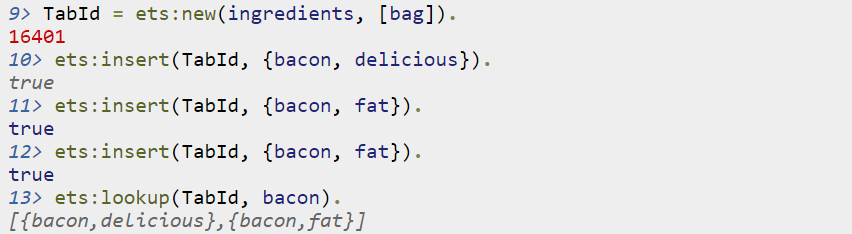 9> TabId = ets:new(ingredients, [bag]).
16401
10> ets:insert(TabId, {bacon, delicious}).
true
11> ets:insert(TabId, {bacon, fat}).
true
12> ets:insert(TabId, {bacon, fat}).
true
13> ets:lookup(TabId, bacon).
[{bacon,delicious},{bacon,fat}]